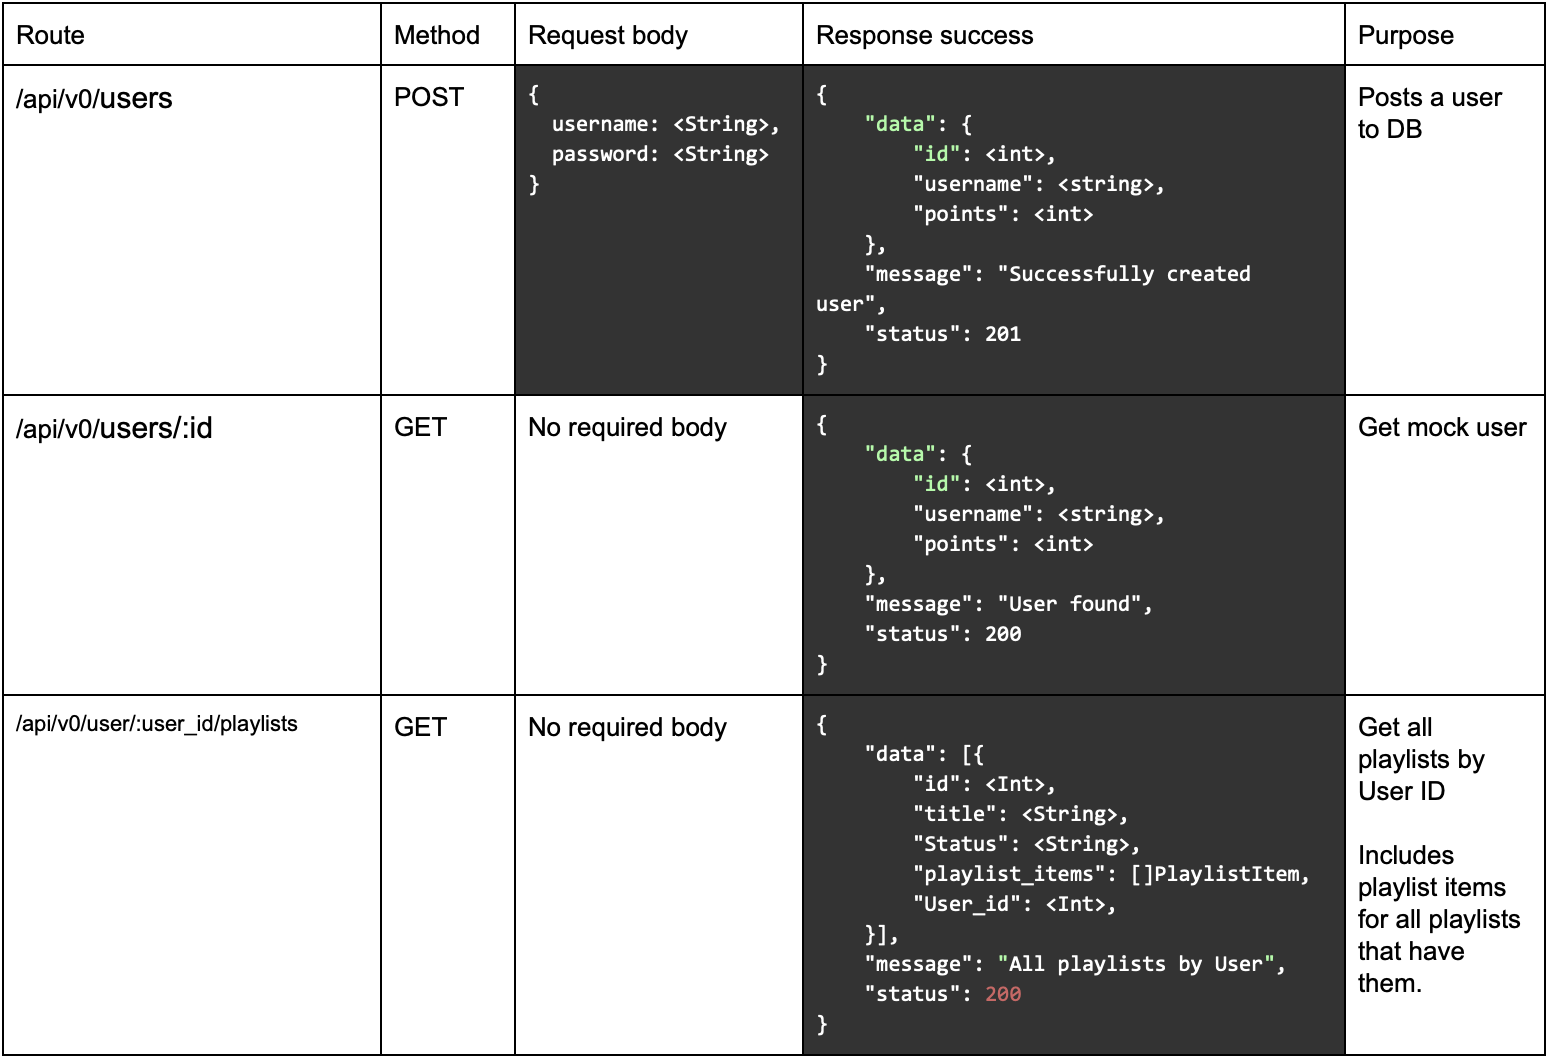 Route
Method
Request body
Response success
Purpose
/api/v0/users
POST
{
  username: <String>,
  password: <String>
}
{
    "data": {
        "id": <int>,
        "username": <string>,
        "points": <int>
    },
    "message": "Successfully created
user",
    "status": 201
}
Posts a user
to DB
/api/v0/users/:id
GET
No required body
{
    "data": {
        "id": <int>,
        "username": <string>,
        "points": <int>
    },
    "message": "User found",
    "status": 200
}
Get mock user
/api/v0/user/:user_id/playlists
GET
No required body
{
    "data": [{
        "id": <Int>,
        "title": <String>,
        "Status": <String>,
        "playlist_items": []PlaylistItem,
        "User_id": <Int>,
    }],
    "message": "All playlists by User",
    "status": 200
}
Get all
playlists by
User ID
Includes
playlist items
for all playlists
that have
them.